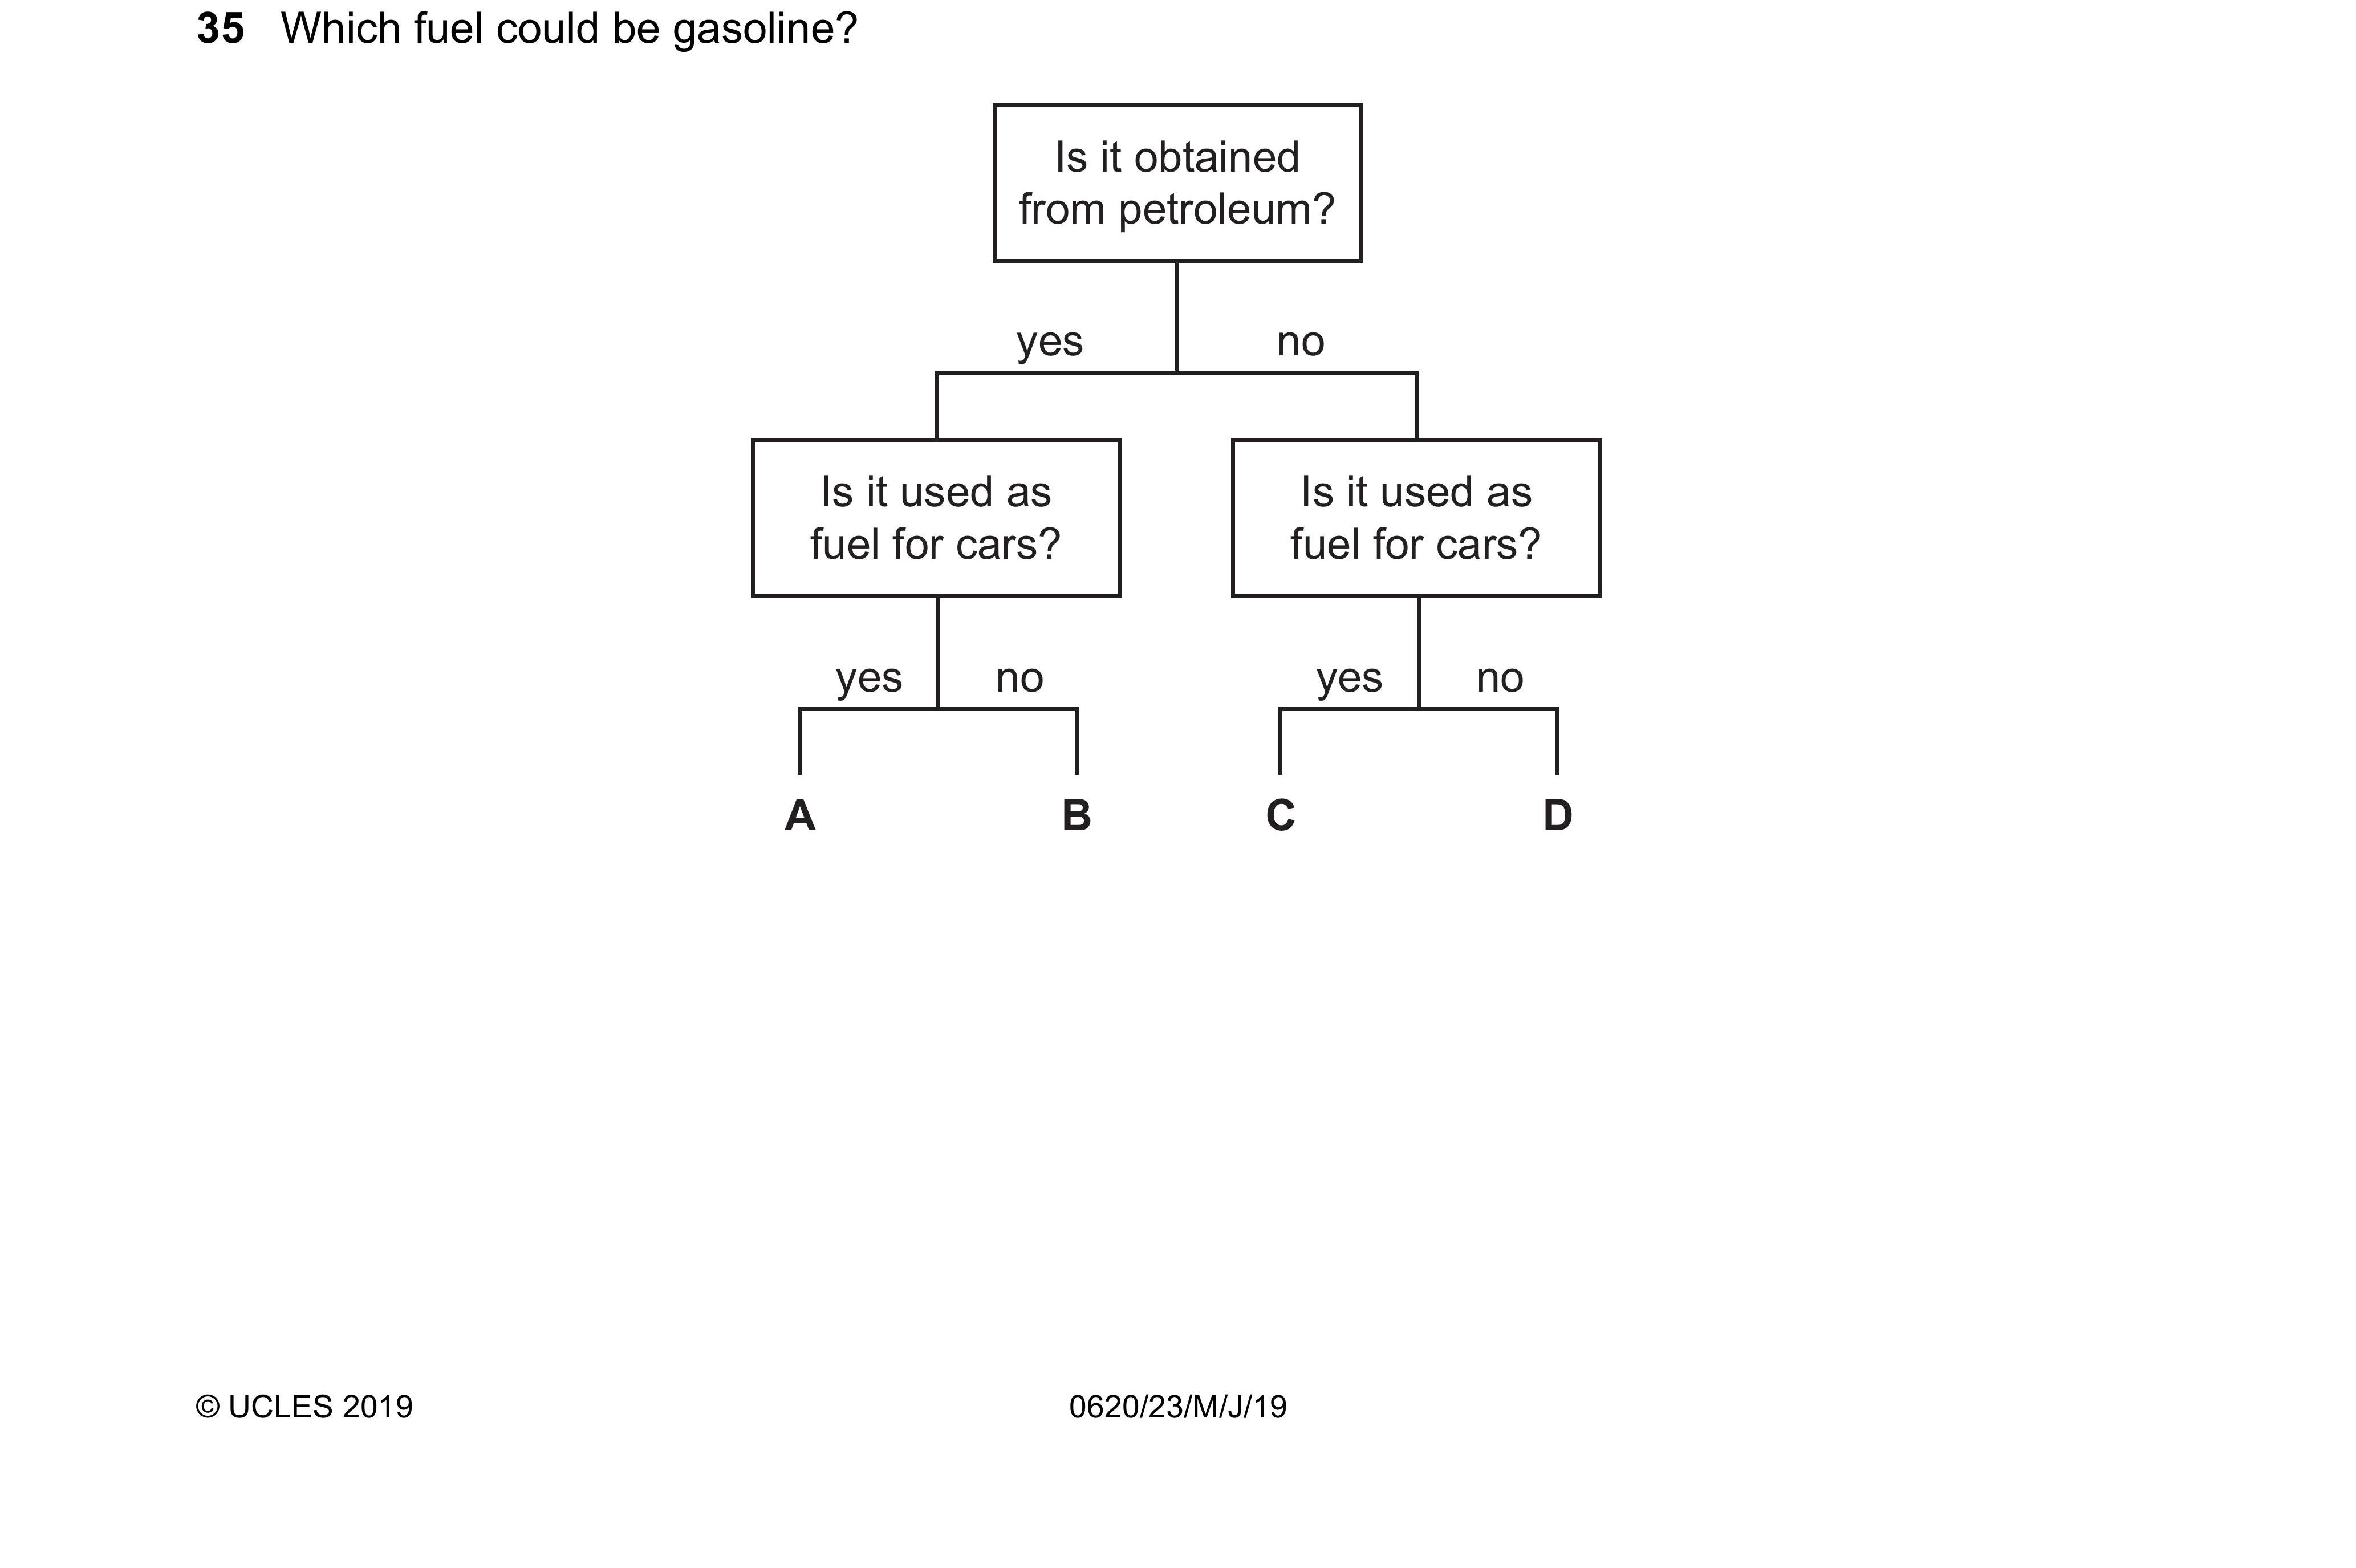 35 Which fuel could be gasoline?
Is it obtained
from petroleum?
yes no
Is it used as
fuel for cars?
Is it used as
fuel for cars?
yes no yes no
A B C D
© UCLES 2019 0620/23/M/J/19